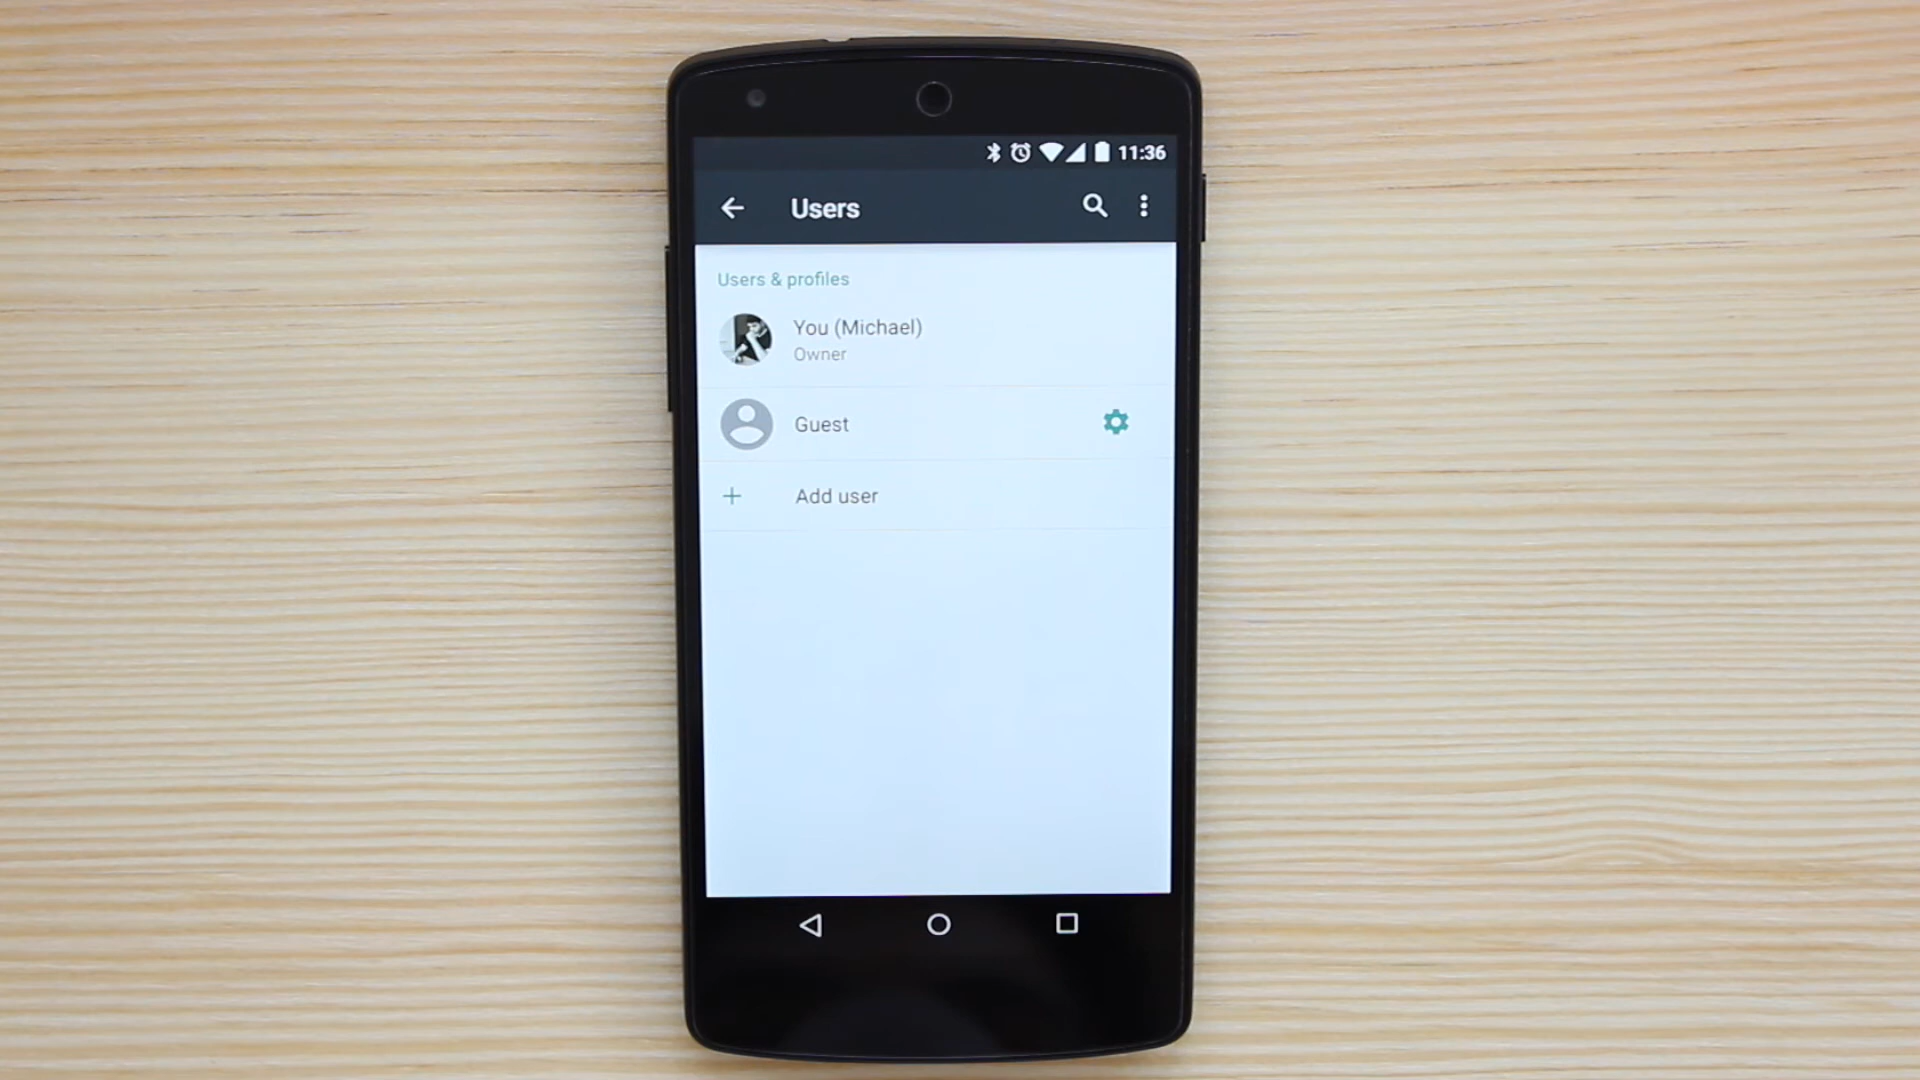 11:36
Users
Users & profiles
You (Michael)
Owner
Guest
Add user